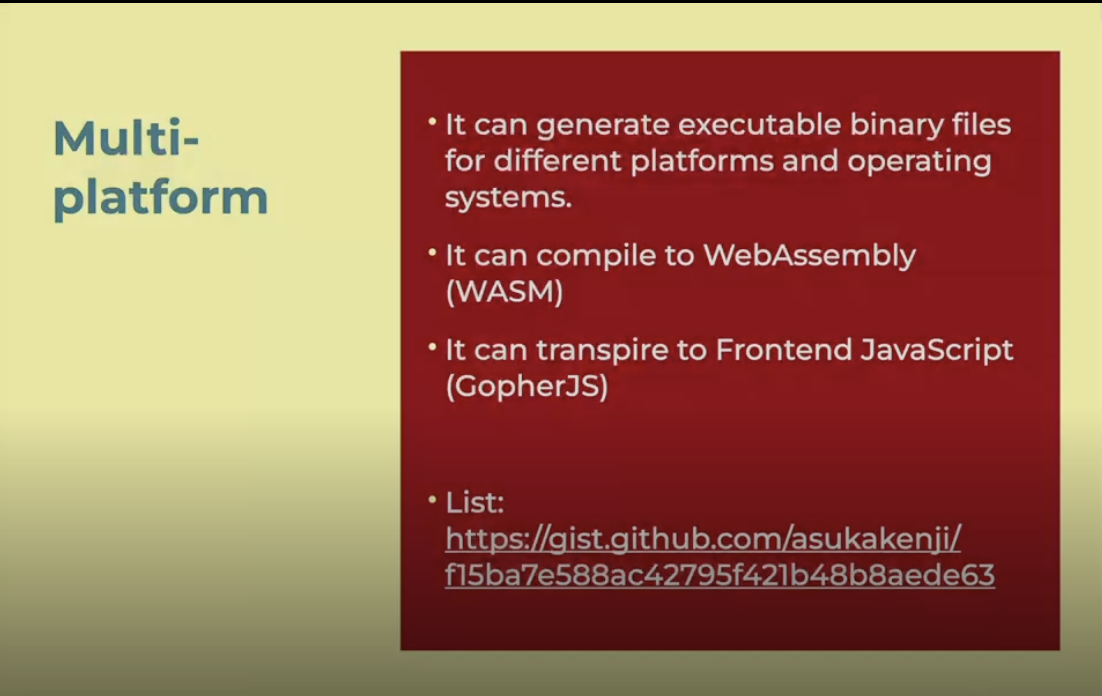 Multi-
platform
• It can generate executable binary files
for different platforms and operating
systems.
• It can compile to WebAssembly
(WASM)
• It can transpire to Frontend JavaScript
(GopherJS)
• List:
https://gist.github.com/asukakenji/
f15ba7e588ac42795f421b48b8aede63